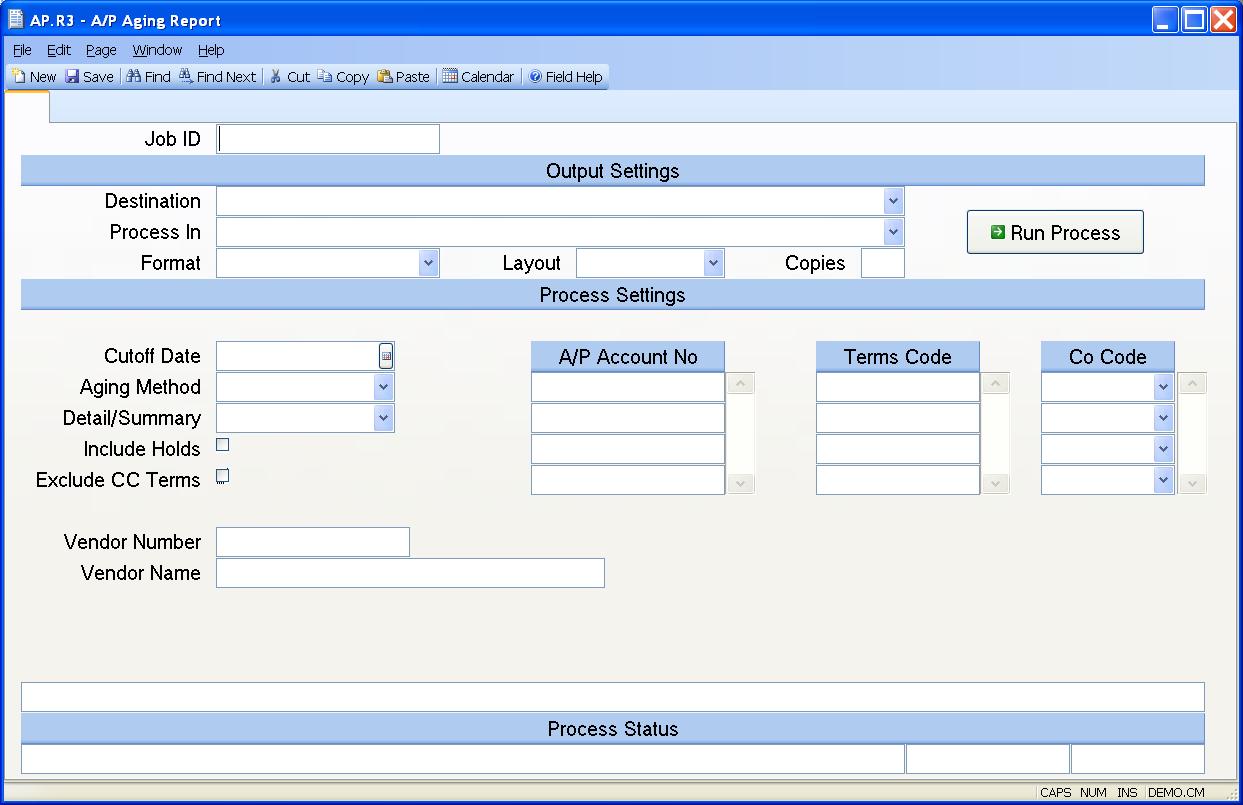 AP.R3 - A/P Aging Report
File Edit Page Window Help
New Save Find Find Next Cut Copy Paste Calendar Field Help
Job ID
Output Settings
Destination
Process In
Run Process
Format Layout Copies
Process Settings
Cutoff Date A/P Account No Terms Code Co Code
Aging Method
Detail/Summary
Include Holds
Exclude CC Terms
Vendor Number
Vendor Name
Process Status
CAPS NUM INS DEMO.CM